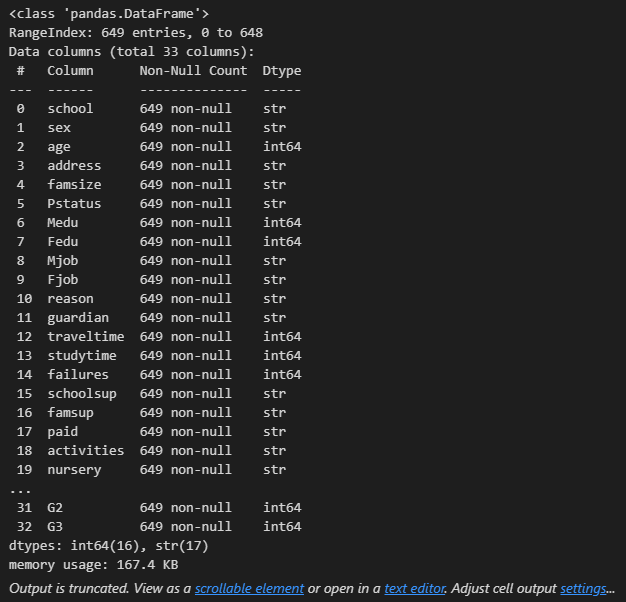 <class 'pandas.DataFrame'>
RangeIndex: 649 entries, 0 to 648
Data columns (total 33 columns):
 #   Column      Non-Null Count  Dtype
---  ------      --------------  -----
 0   school      649 non-null    str
 1   sex         649 non-null    str
 2   age         649 non-null    int64
 3   address     649 non-null    str
 4   famsize     649 non-null    str
 5   Pstatus     649 non-null    str
 6   Medu        649 non-null    int64
 7   Fedu        649 non-null    int64
 8   Mjob        649 non-null    str
 9   Fjob        649 non-null    str
 10  reason      649 non-null    str
 11  guardian    649 non-null    str
 12  traveltime  649 non-null    int64
 13  studytime   649 non-null    int64
 14  failures    649 non-null    int64
 15  schoolsup   649 non-null    str
 16  famsup      649 non-null    str
 17  paid        649 non-null    str
 18  activities  649 non-null    str
 19  nursery     649 non-null    str
...
 31  G2          649 non-null    int64
 32  G3          649 non-null    int64
dtypes: int64(16), str(17)
memory usage: 167.4 KB
Output is truncated. View as a scrollable element or open in a text editor. Adjust cell output settings...